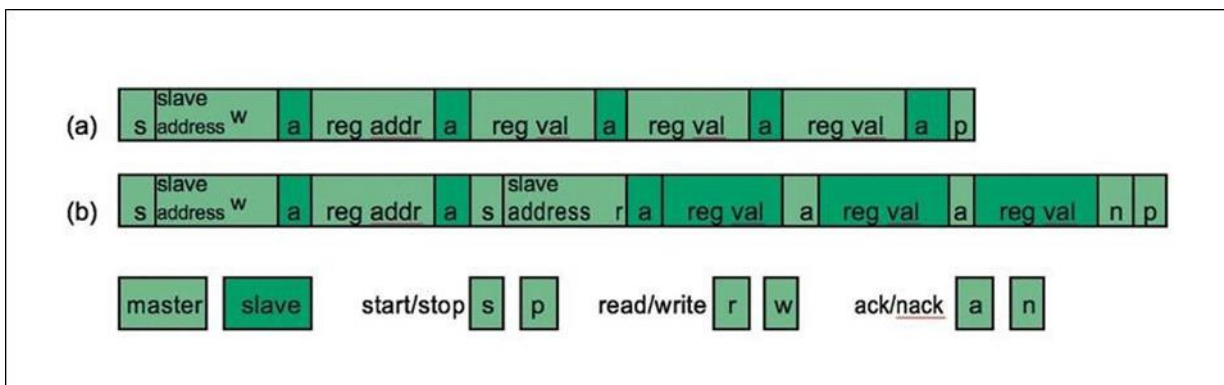 (a) s slave address w a reg addr a reg val a reg val a reg val a p
(b) s slave address w a reg addr a s slave address r a reg val a reg val a reg val n p
master slave start/stop s p read/write r w ack/nack a n